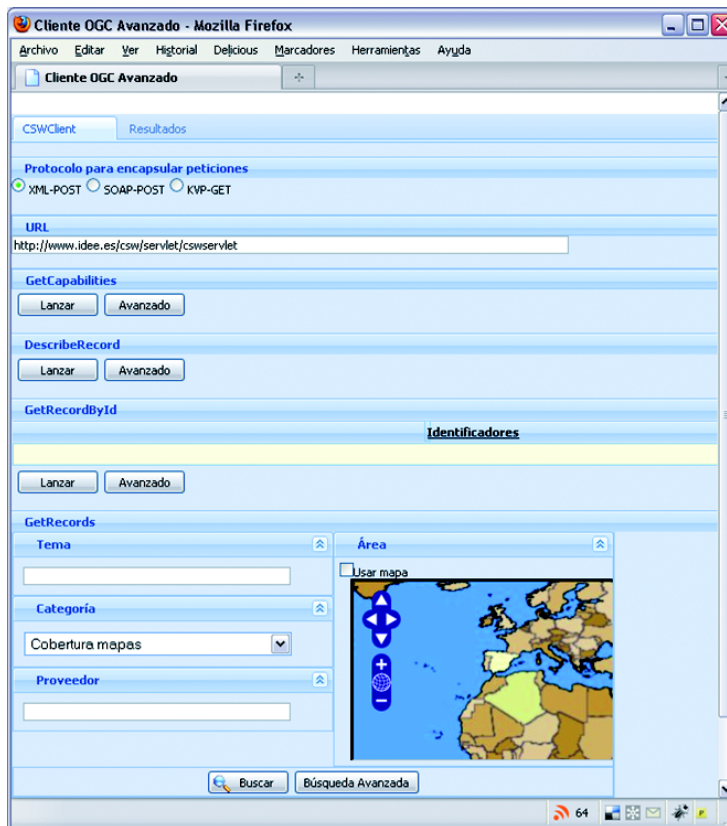 Cliente OGC Avanzado - Mozilla Firefox
Archivo Editar Ver Historial Delicious Marcadores Herramientas Ayuda
Cliente OGC Avanzado
CSWClient Resultados
Protocolo para encapsular peticiones
XML-POST SOAP-POST KVP-GET
URL
http://www.idee.es/csw/servlet/cswservlet
GetCapabilities
Lanzar Avanzado
DescribeRecord
Lanzar Avanzado
GetRecordById
Identificadores
Lanzar Avanzado
GetRecords
Tema
Área
Usar mapa
Categoría
Cobertura mapas
Proveedor
Buscar Búsqueda Avanzada
64